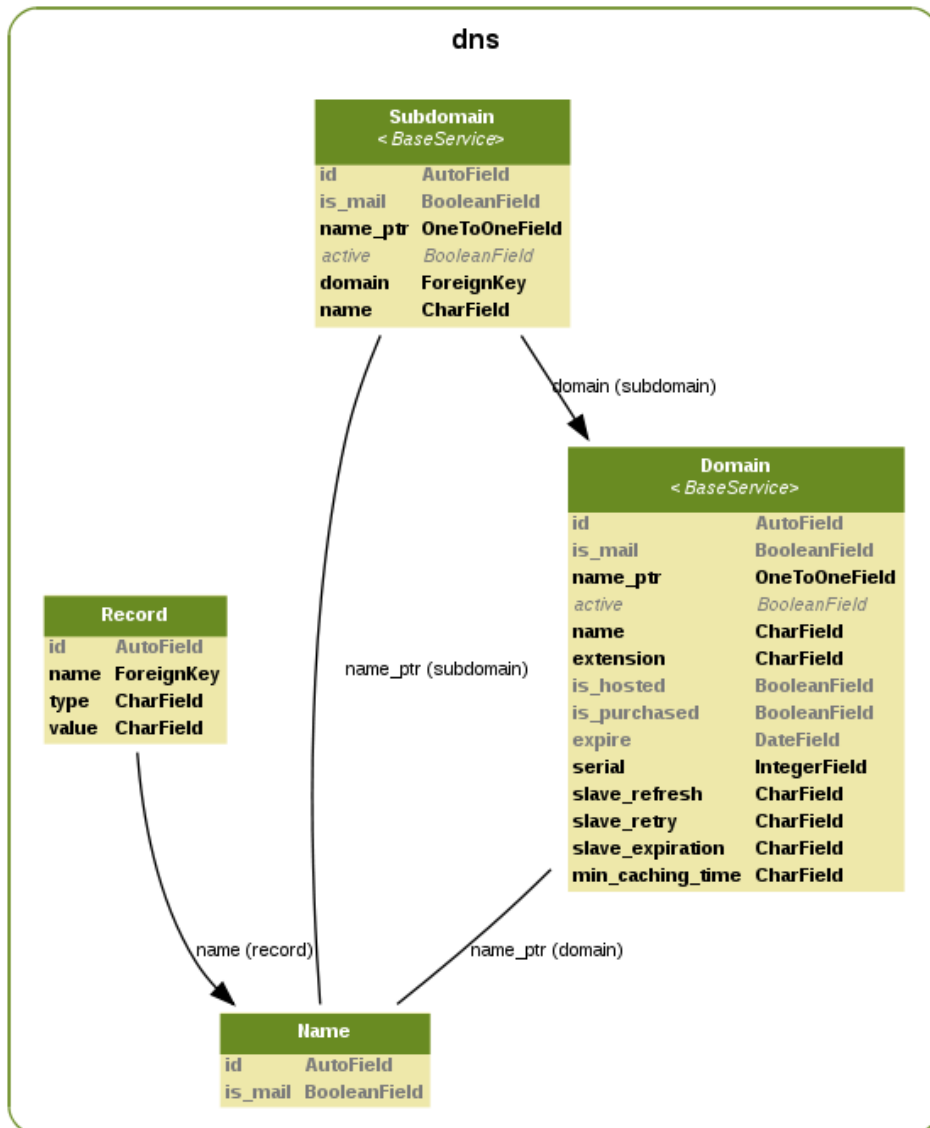 dns
Subdomain
<BaseService>
id AutoField
is_mail BooleanField
name_ptr OneToOneField
active BooleanField
domain ForeignKey
name CharField
domain (subdomain)
Domain
<BaseService>
id AutoField
is_mail BooleanField
name_ptr OneToOneField
active BooleanField
name CharField
extension CharField
is_hosted BooleanField
is_purchased BooleanField
expire DateField
serial IntegerField
slave_refresh CharField
slave_retry CharField
slave_expiration CharField
min_caching_time CharField
Record
id AutoField
name ForeignKey
type CharField
value CharField
name_ptr (subdomain)
name (record)
name_ptr (domain)
Name
id AutoField
is_mail BooleanField